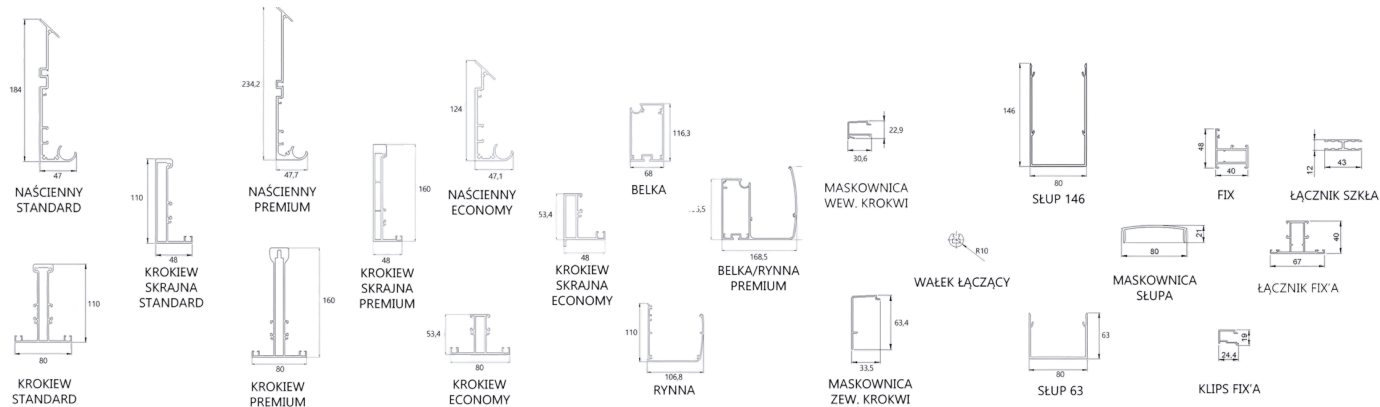 184
47
NAŚCIENNY
STANDARD
110
48
KROKIEW
SKRAJNA
STANDARD
110
80
KROKIEW
STANDARD
234,2
47,7
NAŚCIENNY
PREMIUM
160
48
KROKIEW
SKRAJNA
PREMIUM
160
80
KROKIEW
PREMIUM
124
47,1
NAŚCIENNY
ECONOMY
53,4
48
KROKIEW
SKRAJNA
ECONOMY
53,4
80
KROKIEW
ECONOMY
116,3
68
BELKA
168,5
BELKA/RYNNA
PREMIUM
110
106,8
RYNNA
22,9
30,6
MASKOWNICA
WEW. KROKWI
R10
WAŁEK ŁĄCZĄCY
63,4
33,5
MASKOWNICA
ZEW. KROKWI
146
80
SŁUP 146
21
80
MASKOWNICA
SŁUPA
63
80
SŁUP 63
48
40
FIX
12
43
ŁĄCZNIK SZKŁA
40
67
ŁĄCZNIK FIX'A
19
24,4
KLIPS FIX'A